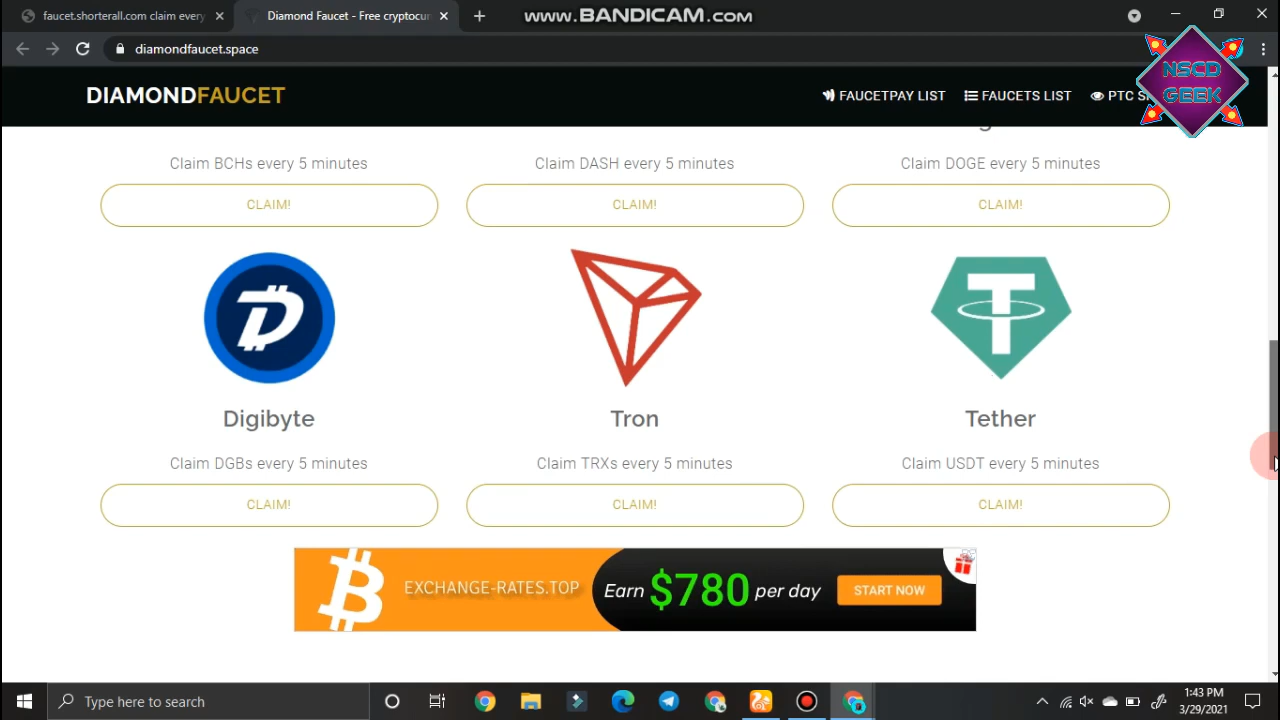 faucet.shorterall.com claim every
Diamond Faucet - Free cryptocur
www.BANDICAM.com
diamondfaucet.space
NSCD
GEEK
DIAMONDFAUCET
FAUCETPAY LIST
FAUCETS LIST
PTC
Claim BCHs every 5 minutes
Claim DASH every 5 minutes
Claim DOGE every 5 minutes
CLAIM!
CLAIM!
CLAIM!
Digibyte
Tron
Tether
Claim DGBs every 5 minutes
Claim TRXs every 5 minutes
Claim USDT every 5 minutes
CLAIM!
CLAIM!
CLAIM!
EXCHANGE-RATES.TOP
Earn $780 per day
START NOW
Type here to search
1:43 PM
3/29/2021